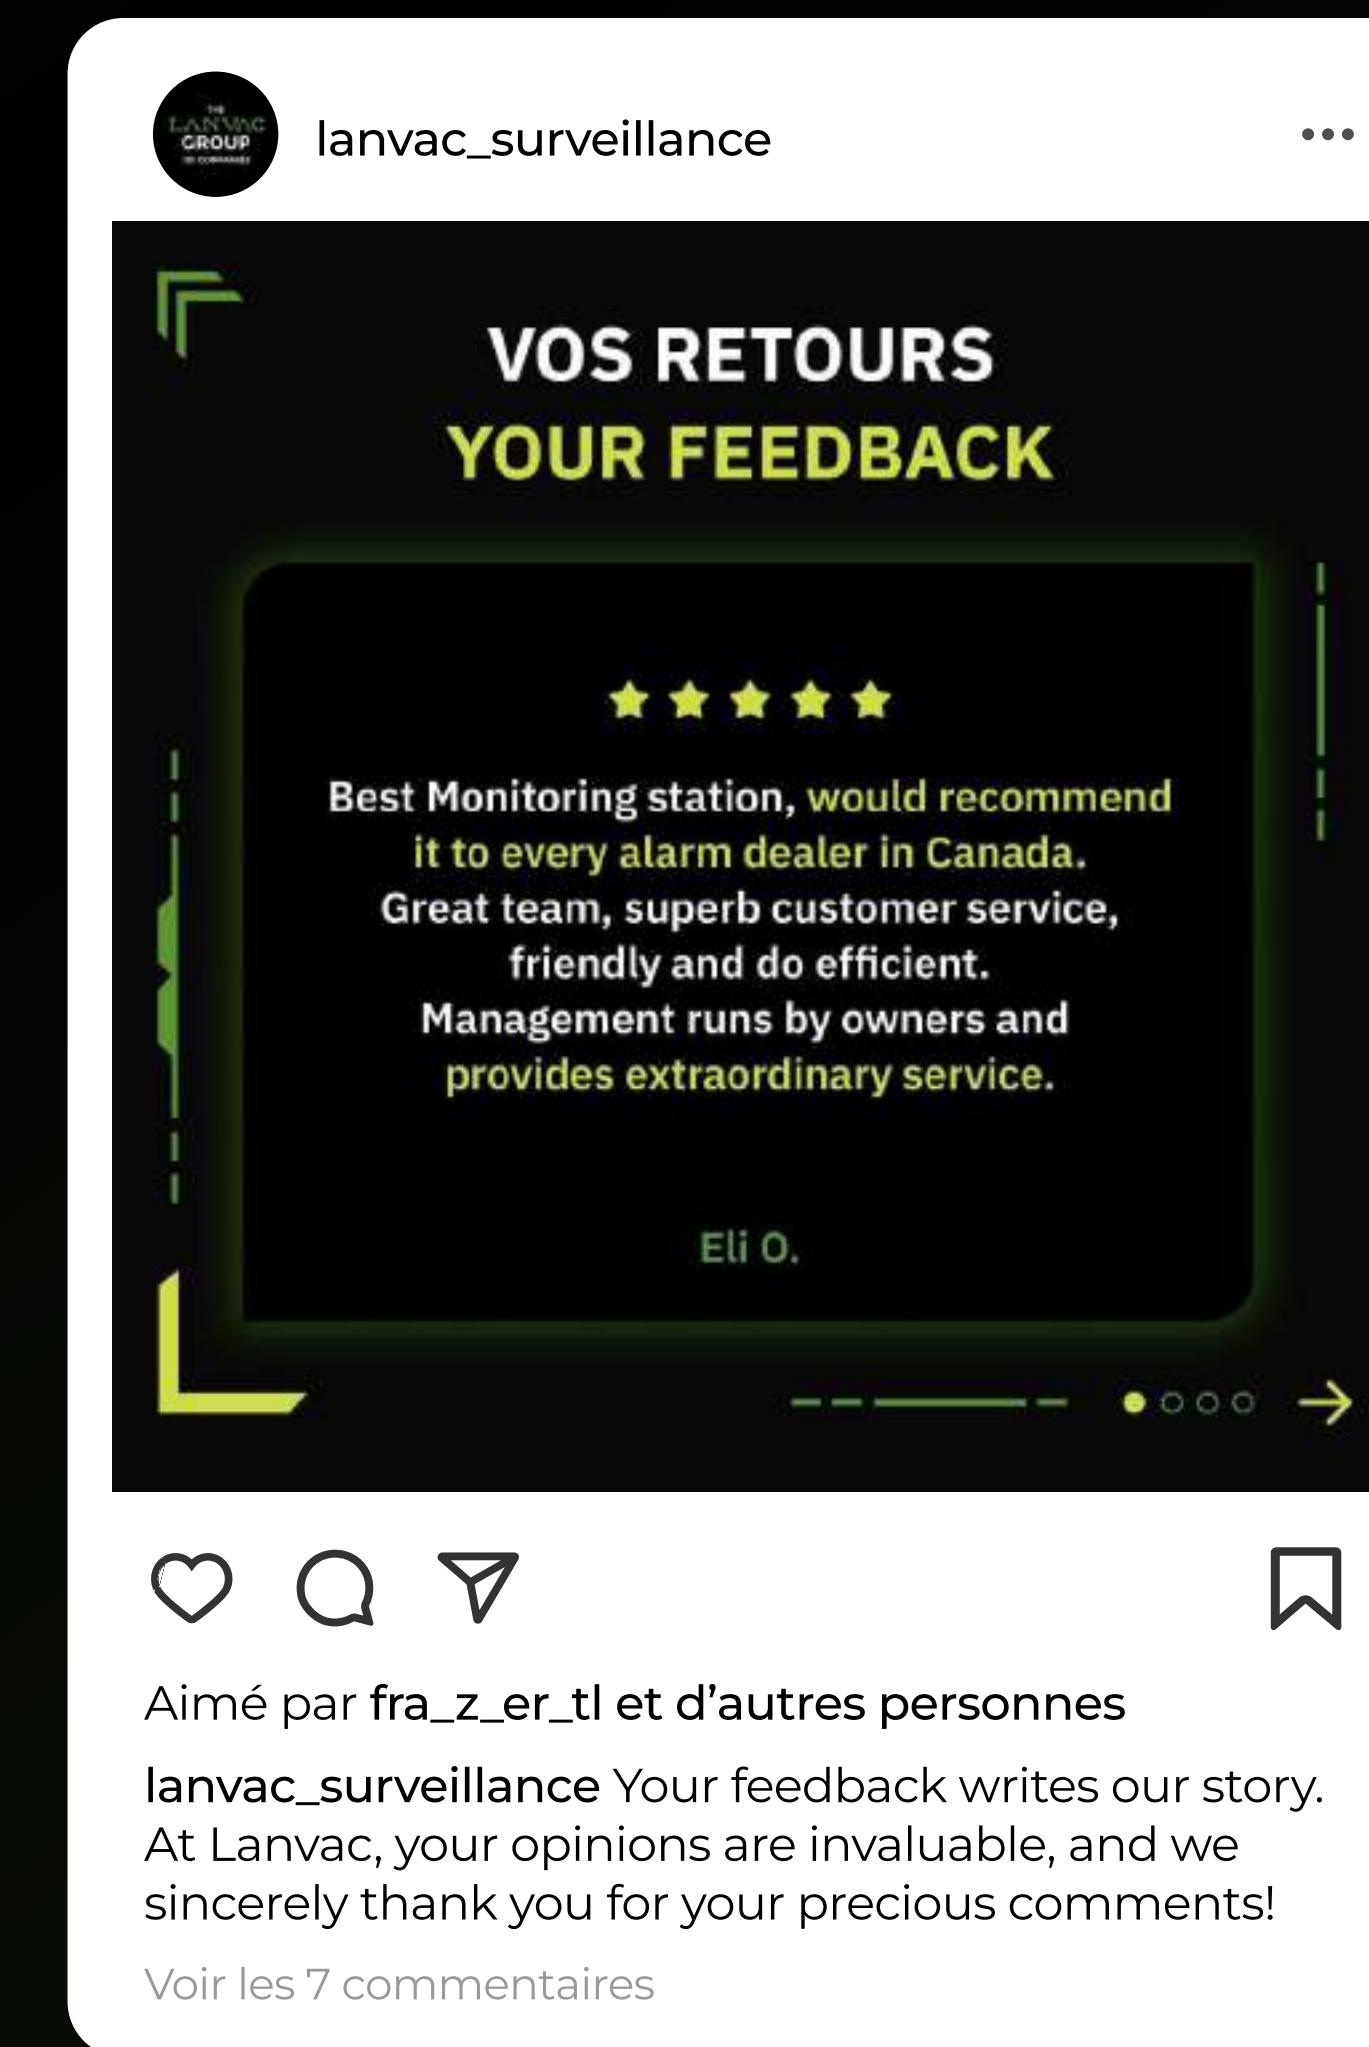 THE
LANVAC
GROUP
lanvac_surveillance
VOS RETOURS
YOUR FEEDBACK
Best Monitoring station, would recommend
it to every alarm dealer in Canada.
Great team, superb customer service,
friendly and do efficient.
Management runs by owners and
provides extraordinary service.
Eli O.
Aimé par fra_z_er_tl et d’autres personnes
lanvac_surveillance Your feedback writes our story.
At Lanvac, your opinions are invaluable, and we
sincerely thank you for your precious comments!
Voir les 7 commentaires